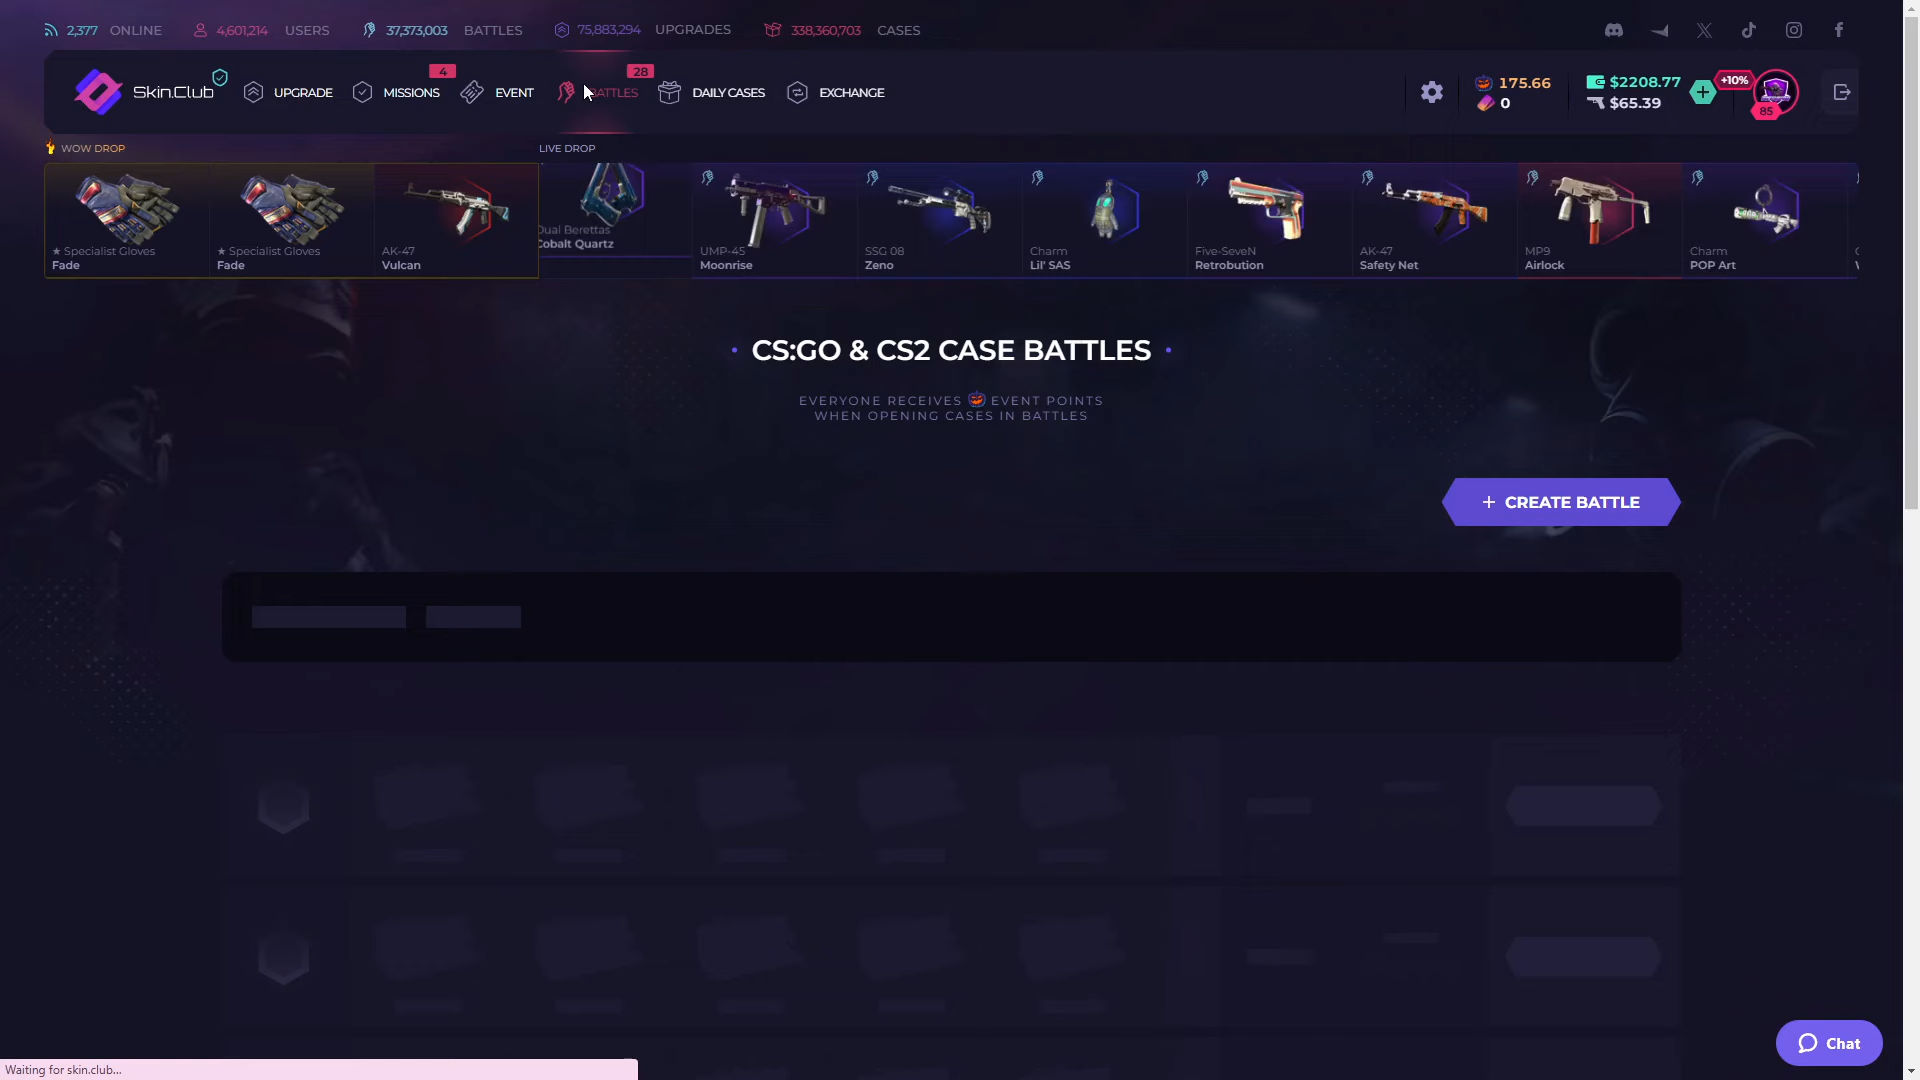 2,377 ONLINE 4,601,214 USERS 37,373,003 BATTLES 75,883,294 UPGRADES 338,360,703 CASES
Skin.Club UPGRADE 4 MISSIONS EVENT 28 BATTLES DAILY CASES EXCHANGE
175.66 $2208.77 +10%
0 $65.39 85
WOW DROP LIVE DROP
★ Specialist Gloves
Fade
★ Specialist Gloves
Fade
AK-47
Vulcan
Dual Berettas
Cobalt Quartz
UMP-45
Moonrise
SSG 08
Zeno
Charm
Lil' SAS
Five-SeveN
Retrobution
AK-47
Safety Net
MP9
Airlock
Charm
POP Art
CS:GO & CS2 CASE BATTLES
EVERYONE RECEIVES EVENT POINTS
WHEN OPENING CASES IN BATTLES
+ CREATE BATTLE
Chat
Waiting for skin.club...